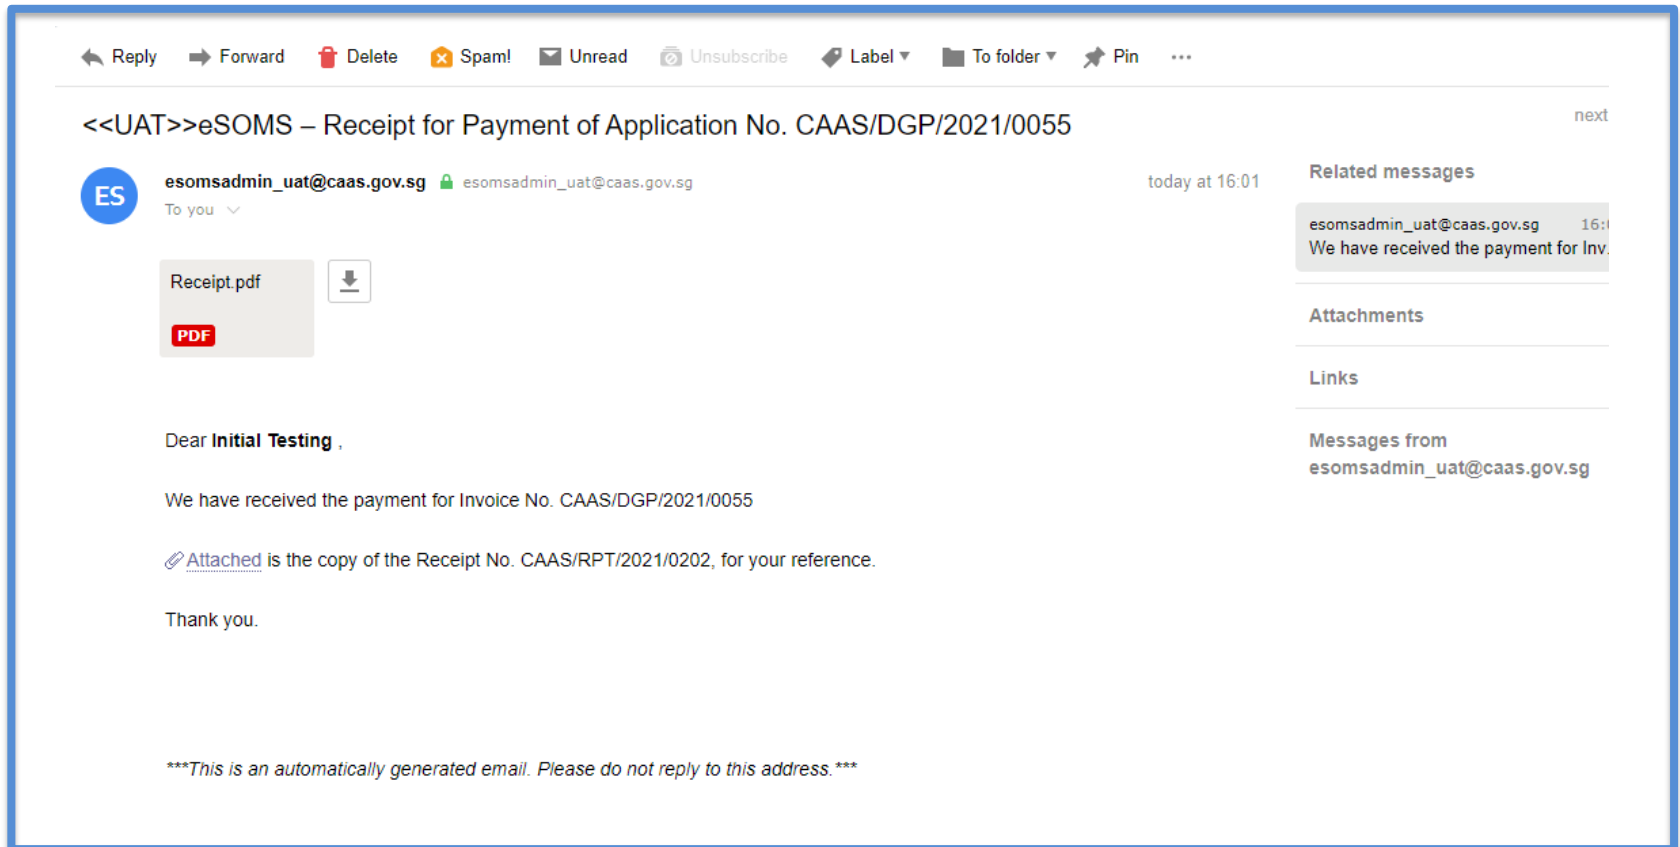 Reply Forward Delete Spam! Unread Unsubscribe Label To folder Pin ...
<<UAT>>eSOMS – Receipt for Payment of Application No. CAAS/DGP/2021/0055
next
ES
esomsadmin_uat@caas.gov.sg esomsadmin_uat@caas.gov.sg today at 16:01
To you
Receipt.pdf
PDF
Dear Initial Testing ,
We have received the payment for Invoice No. CAAS/DGP/2021/0055
Attached is the copy of the Receipt No. CAAS/RPT/2021/0202, for your reference.
Thank you.
***This is an automatically generated email. Please do not reply to this address.***
Related messages
esomsadmin_uat@caas.gov.sg 16:
We have received the payment for Inv.
Attachments
Links
Messages from
esomsadmin_uat@caas.gov.sg